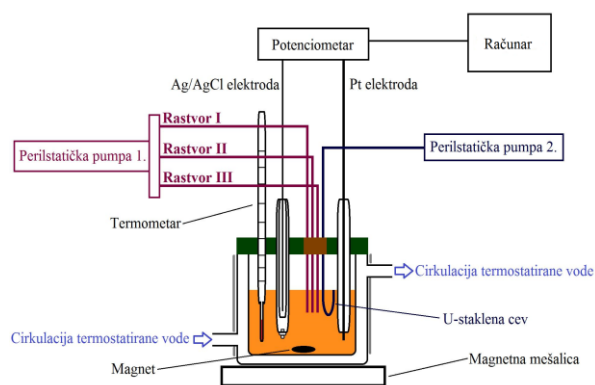 Potenciometar
Računar
Ag/AgCl elektroda
Pt elektroda
Rastvor I
Rastvor II
Rastvor III
Perilstatička pumpa 1.
Perilstatička pumpa 2.
Termometar
Cirkulacija termostatirane vode
U-staklena cev
Cirkulacija termostatirane vode
Magnet
Magnetna mešalica